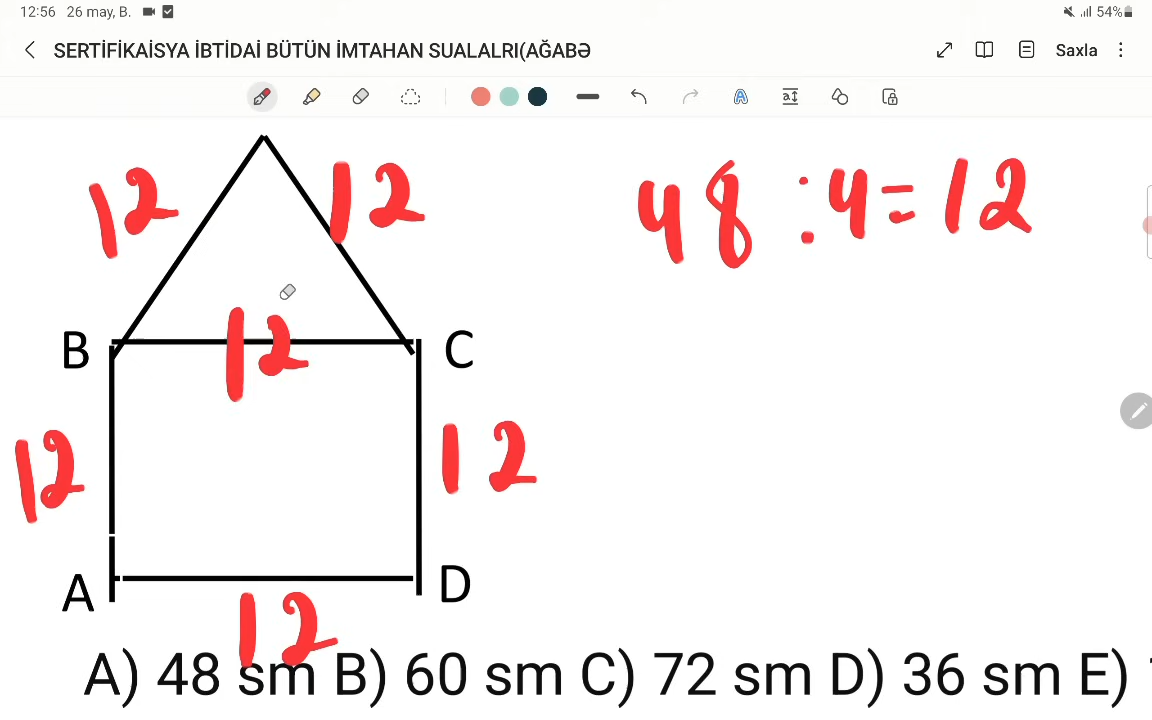 12:56 26 may, B. 54%
SERTİFİKAİSYA İBTİDAİ BÜTÜN İMTAHAN SUALALRI(AĞABƏ
Saxla
12 12 48 : 4 = 12
B 12 C
12 12
A D
12
A) 48 sm B) 60 sm C) 72 sm D) 36 sm E)